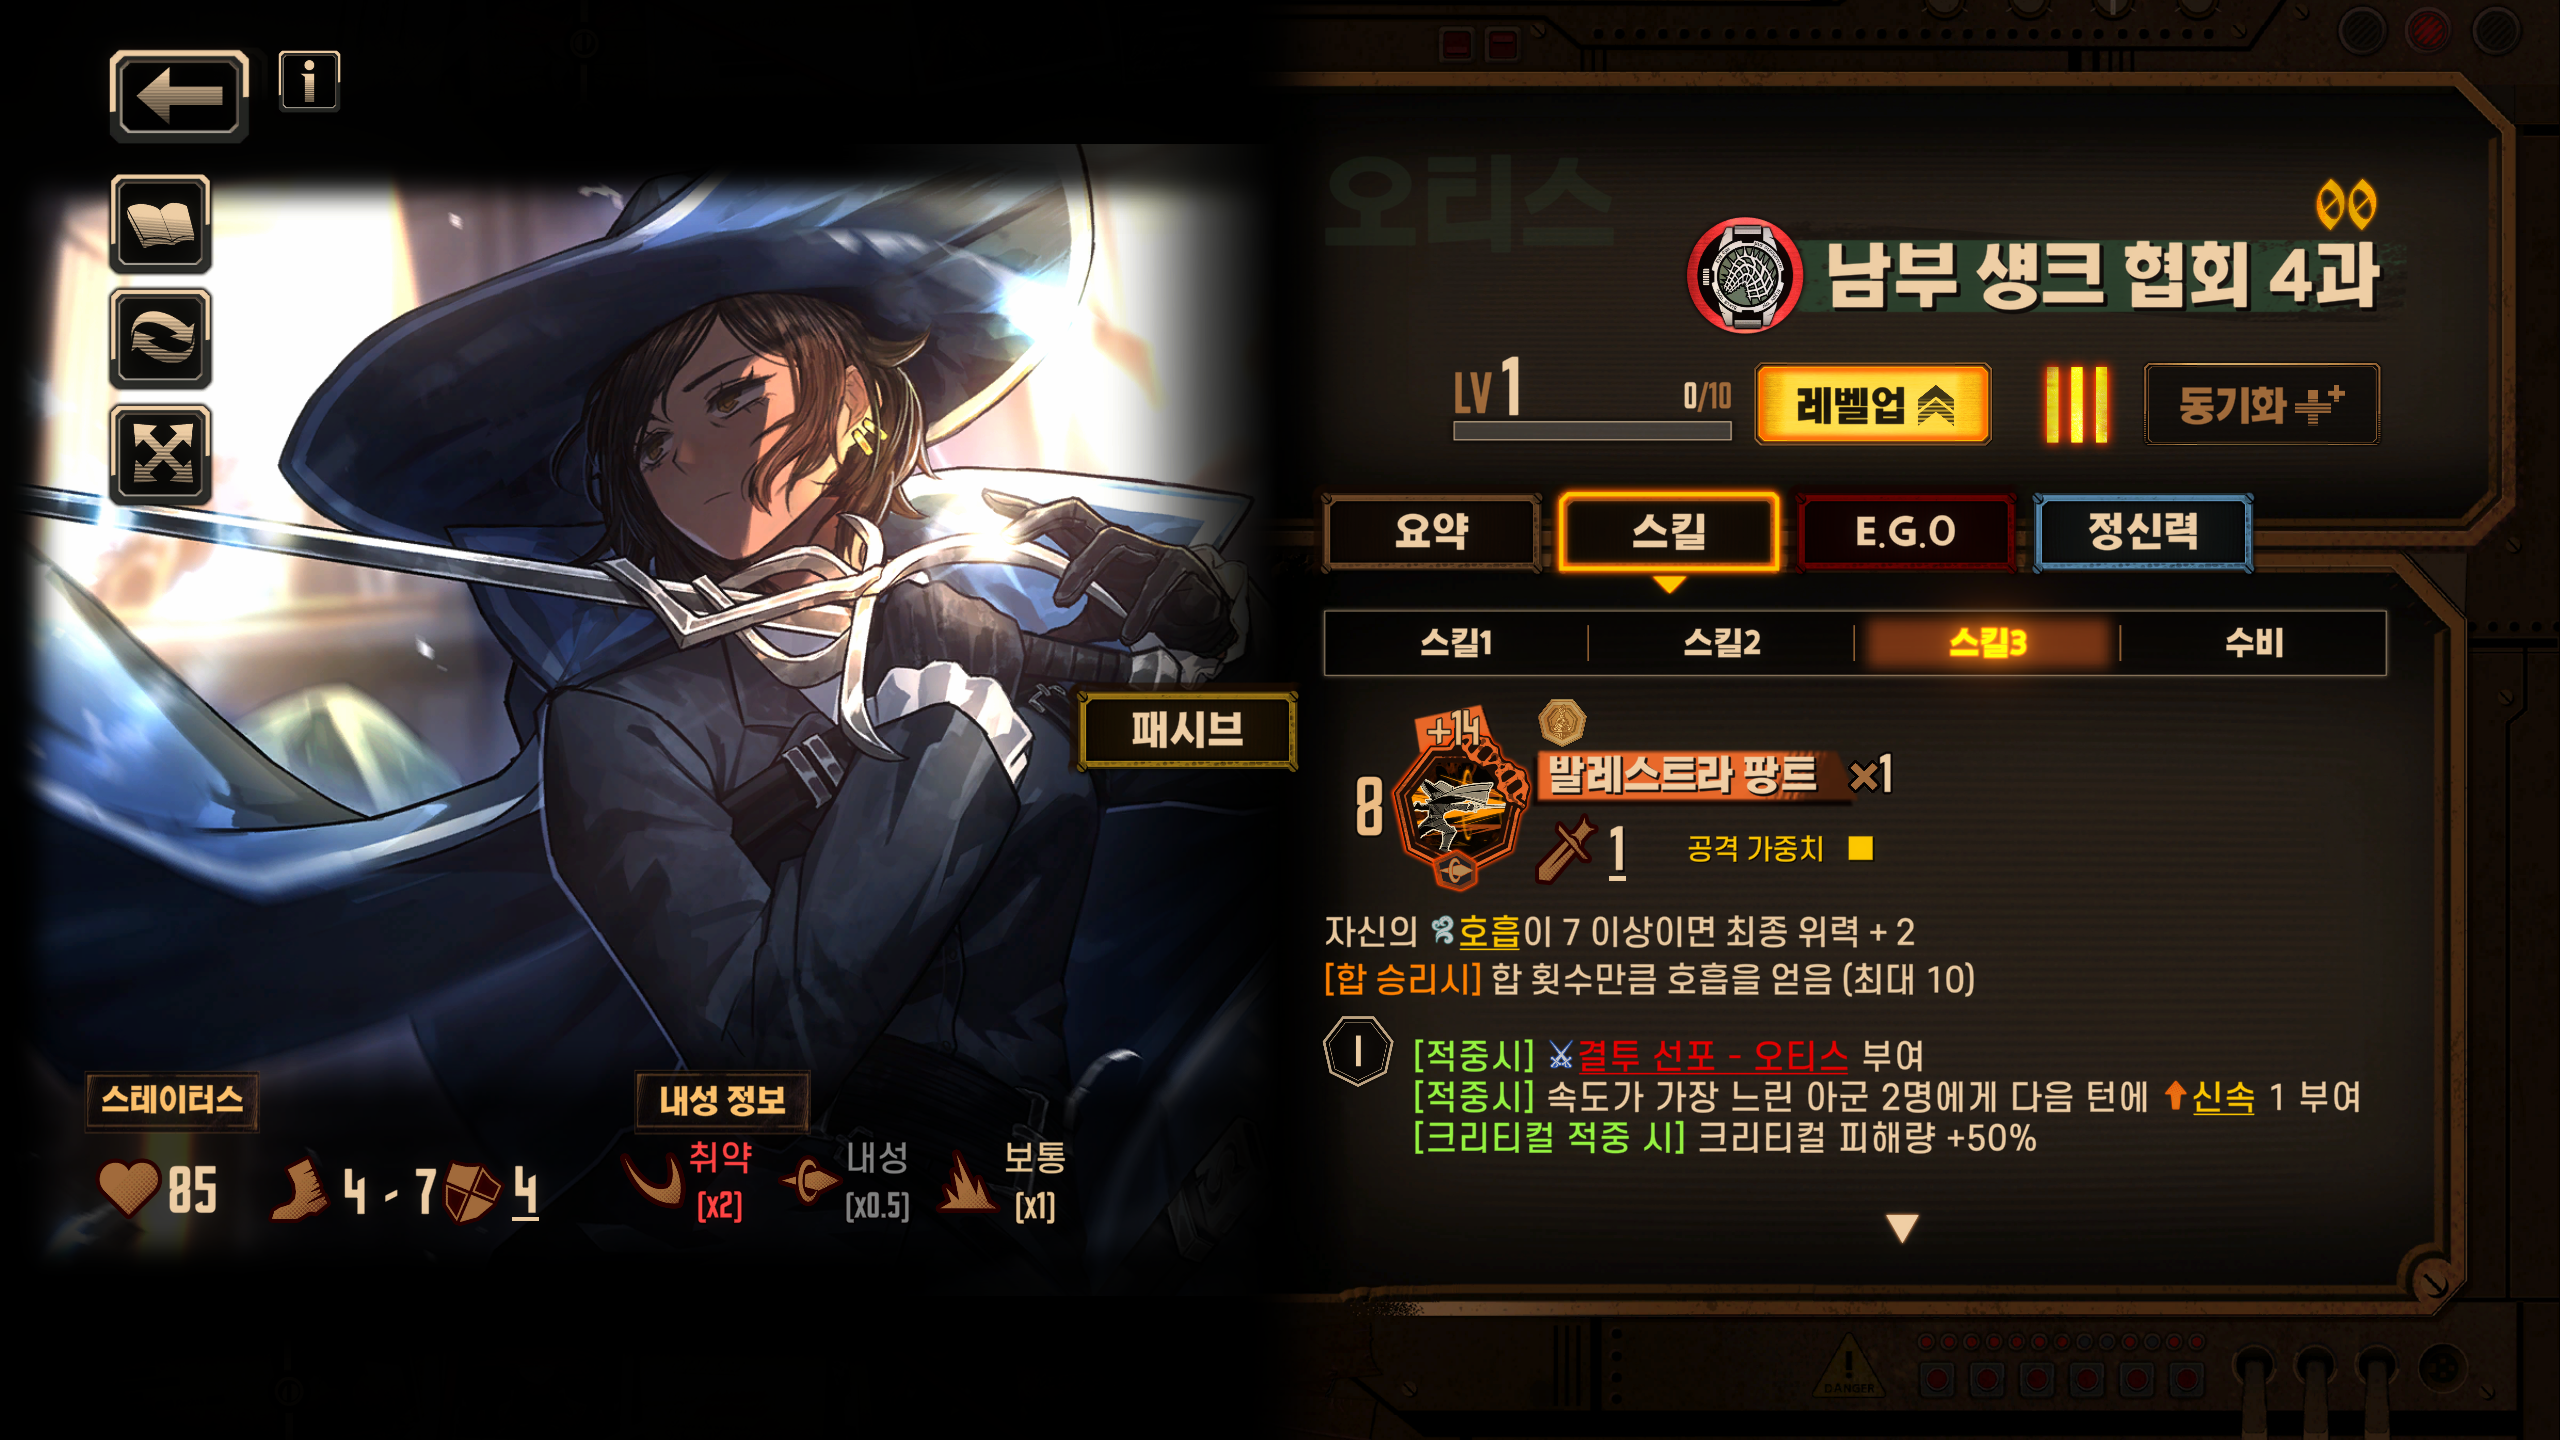 오티스
남부 섕크 협회 4과
LV 1
0/10
레벨업
동기화
요약
스킬
E.G.O
정신력
스킬1
스킬2
스킬3
수비
패시브
+14
8
발레스트라 팡트 ×1
1
공격 가중치
자신의 호흡이 7 이상이면 최종 위력 + 2
[합 승리시] 합 횟수만큼 호흡을 얻음 (최대 10)
I
[적중시] 결투 선포 - 오티스 부여
[적중시] 속도가 가장 느린 아군 2명에게 다음 턴에 신속 1 부여
[크리티컬 적중 시] 크리티컬 피해량 +50%
스테이터스
85
4 - 7
4
내성 정보
취약
[x2]
내성
[x0.5]
보통
[x1]
DANGER